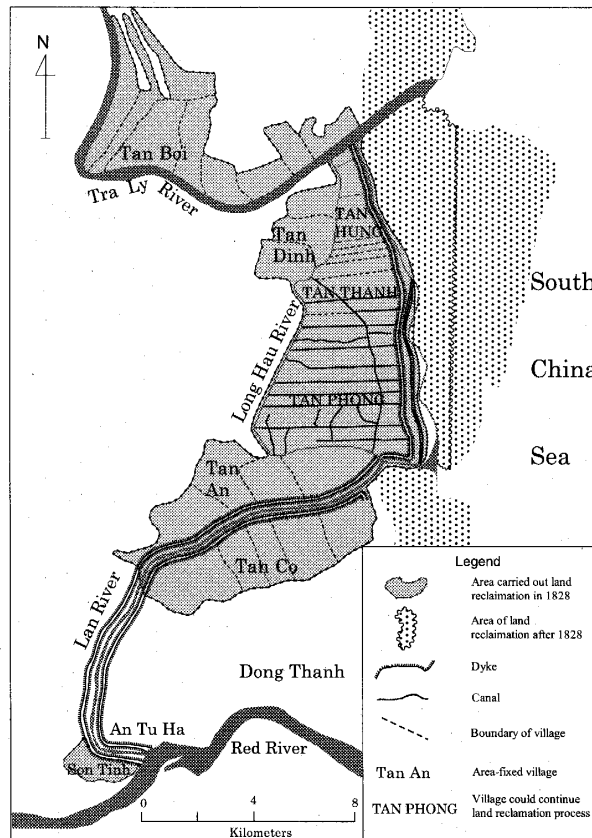 N
Tan Boi
Tra Ly River
TAN
HUNG
Tan
Dinh
TAN THANH
South
Long Hau River
China
TAN PHONG
Sea
Tan
An
Tan Co
Lan River
Dong Thanh
An Tu Ha
Red River
Son Tinh
0 4 8
Kilometers
Legend
Area carried out land
reclamation in 1828
Area of land
reclamation after 1828
Dyke
Canal
Boundary of village
Tan An
Area-fixed village
TAN PHONG
Village could continue
land reclamation process